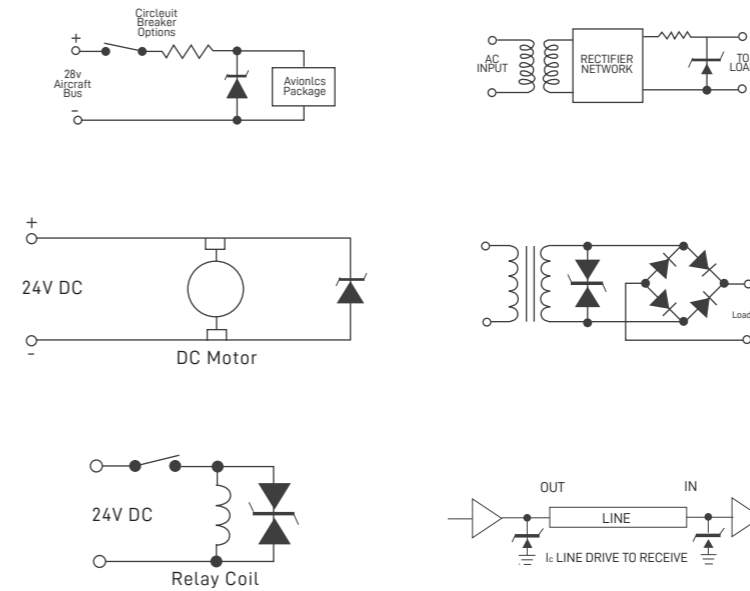 Circleuit
Breaker
Options
+
28v
Aircraft
Bus
-
AvionIcs
Package
AC
INPUT
RECTIFIER
NETWORK
TO
LOAD
+
24V DC
-
DC Motor
Load
24V DC
Relay Coil
OUT
IN
LINE
Ic LINE DRIVE TO RECEIVE